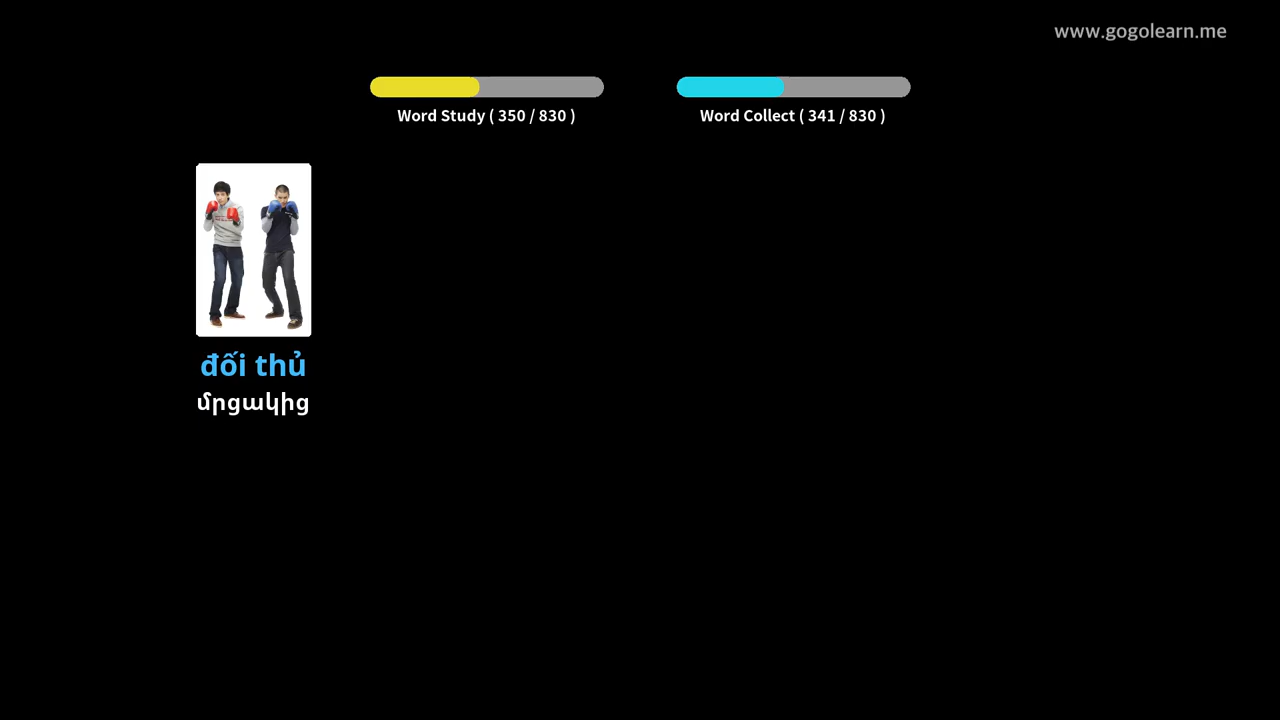 www.gogolearn.me
Word Study ( 350 / 830 )
Word Collect ( 341 / 830 )
đối thủ
մրցակից